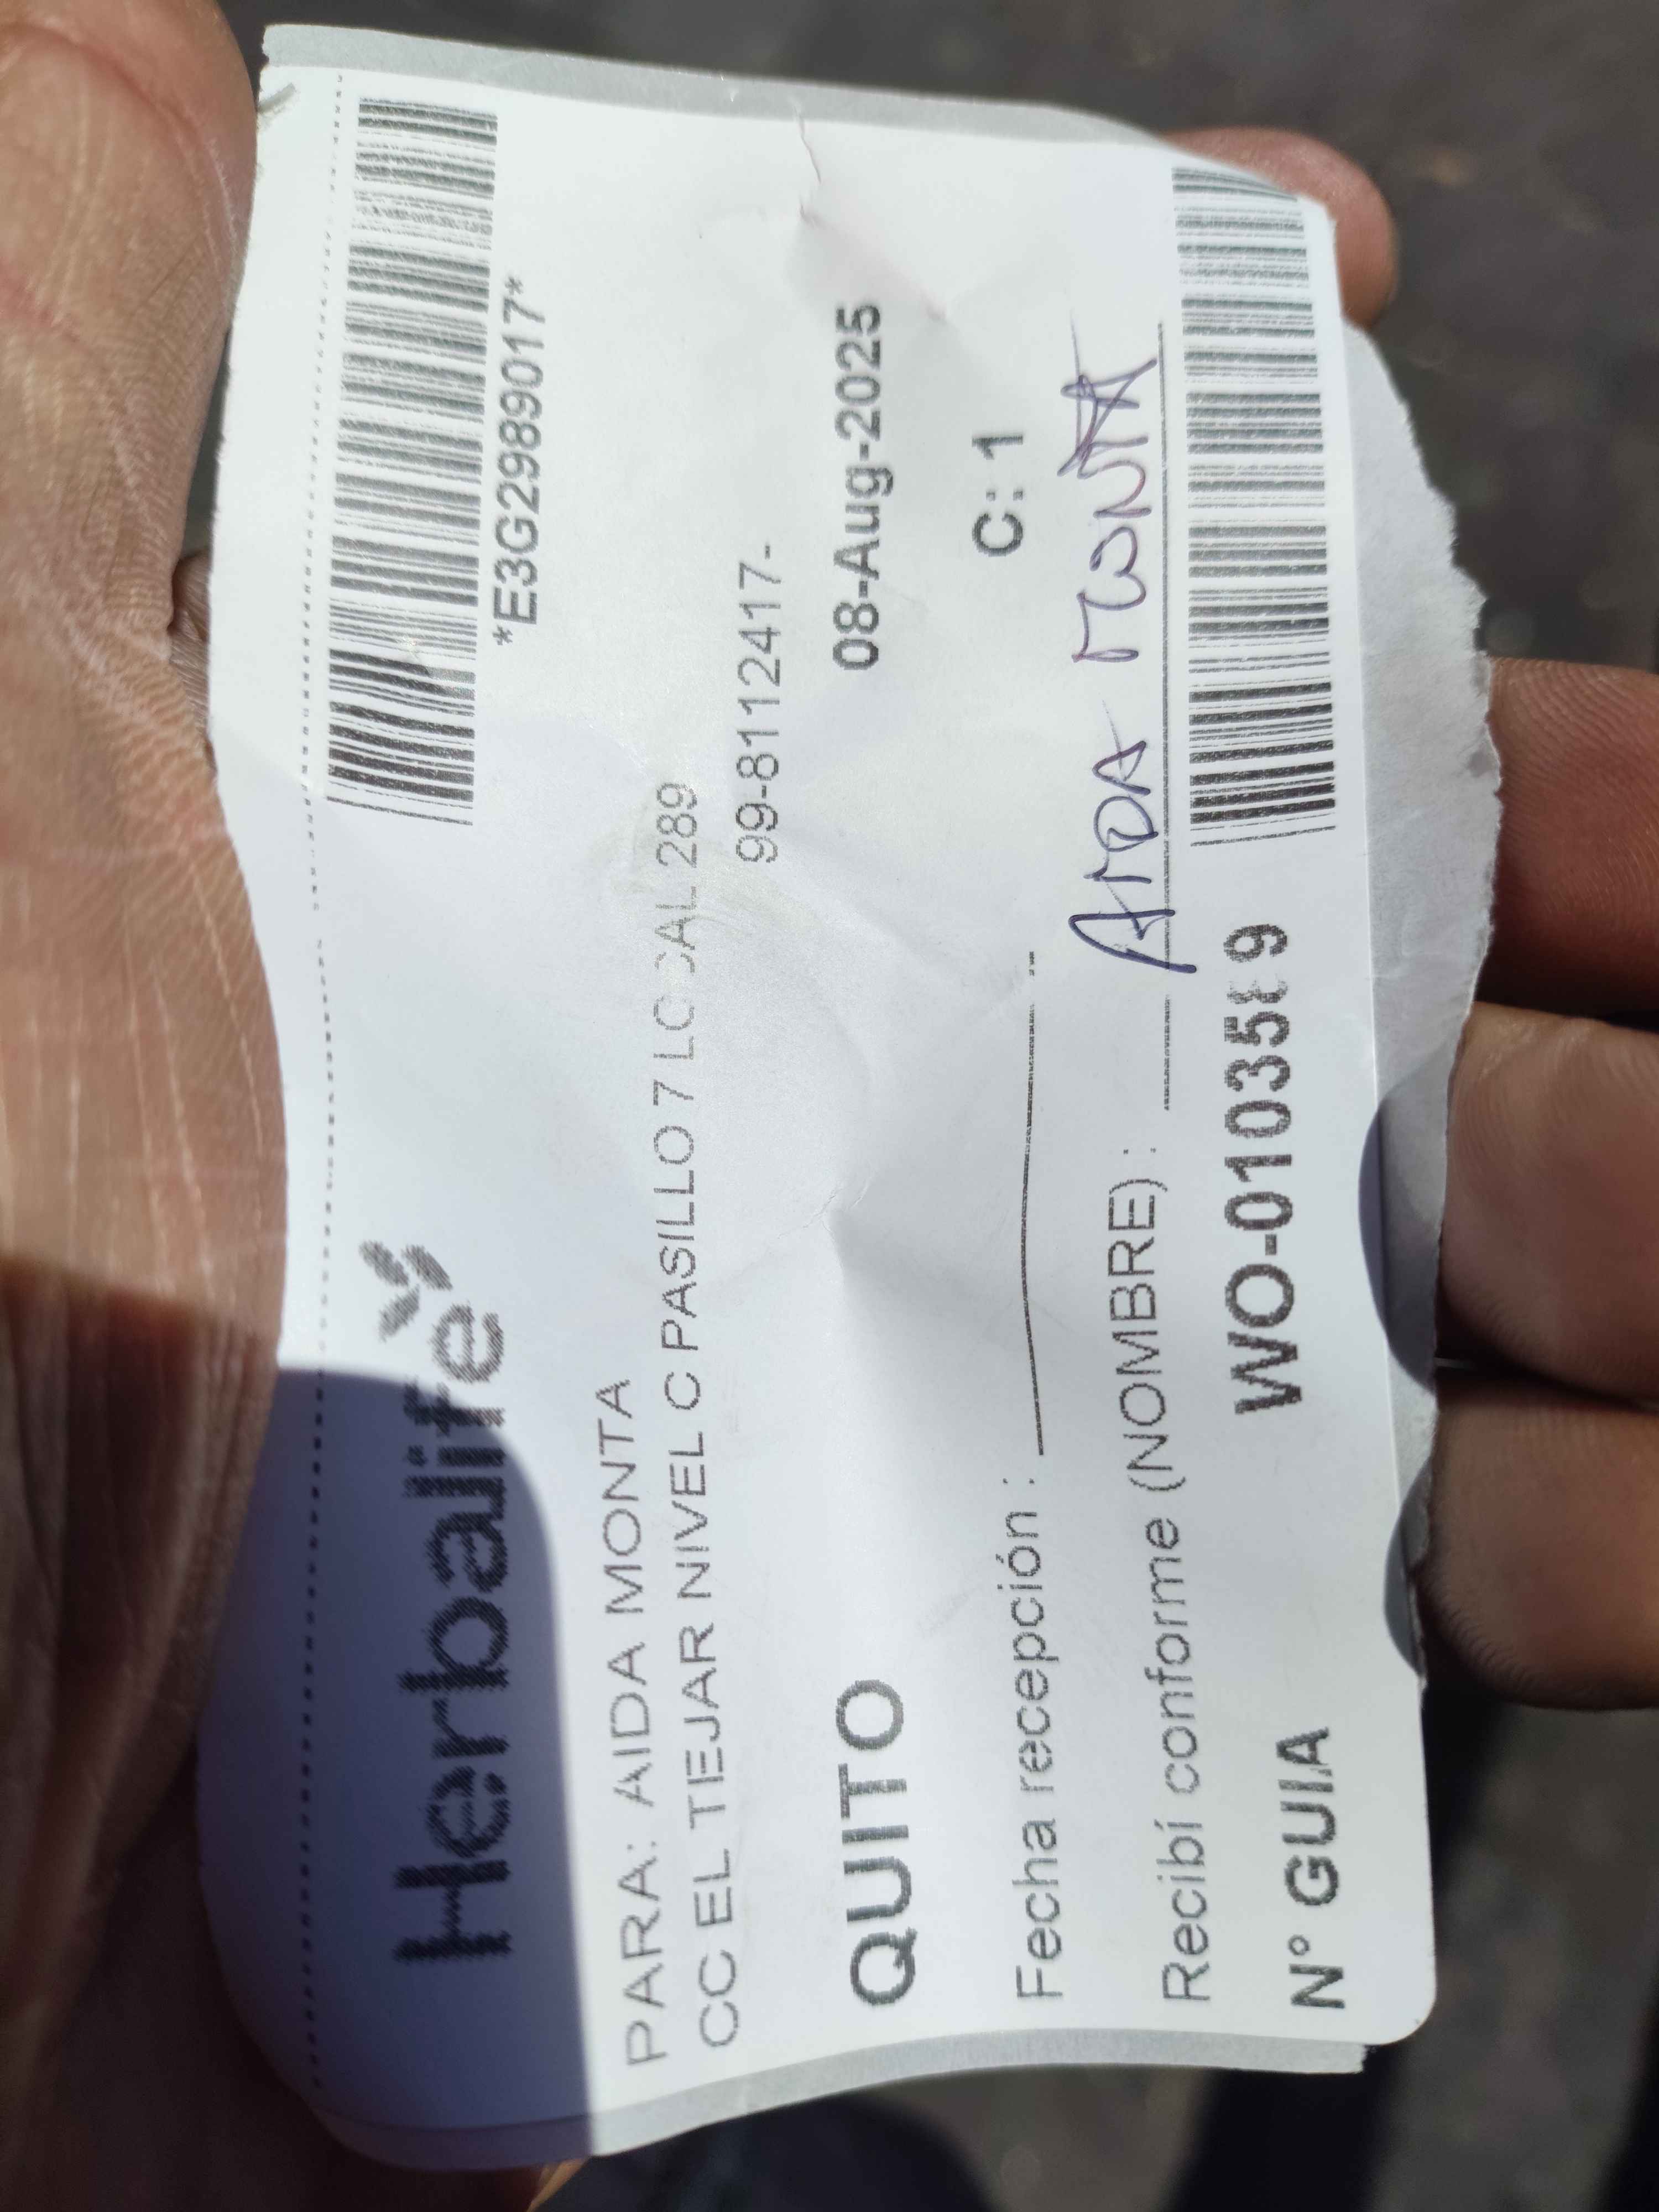 Herbalife
*E3G2989017*
PARA: AIDA MONTA
CC EL TEJAR NIVEL C PASILLO 7 LOCAL 289
99-8112417-
QUITO 08-Aug-2025
C: 1
Fecha recepción :
Recibí conforme (NOMBRE) : AIDA MONTA
N° GUIA